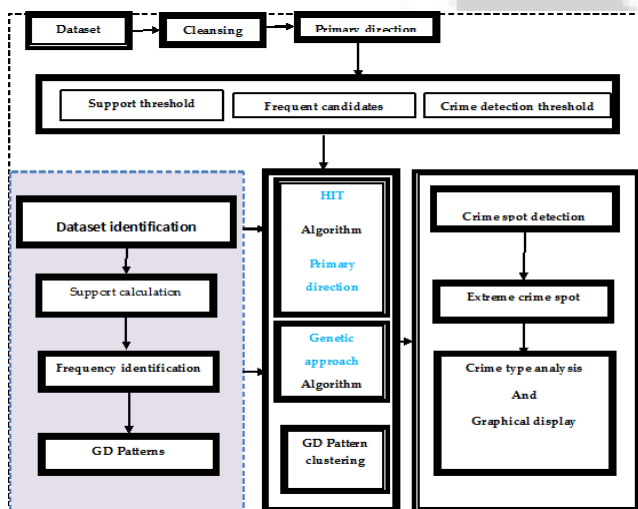 Dataset
Cleansing
Primary direction
Support threshold
Frequent candidates
Crime detection threshold
Dataset identification
Support calculation
Frequency identification
GD Patterns
HIT
Algorithm
Primary
direction
Genetic
approach
Algorithm
GD Pattern
clustering
Crime spot detection
Extreme crime spot
Crime type analysis
And
Graphical display